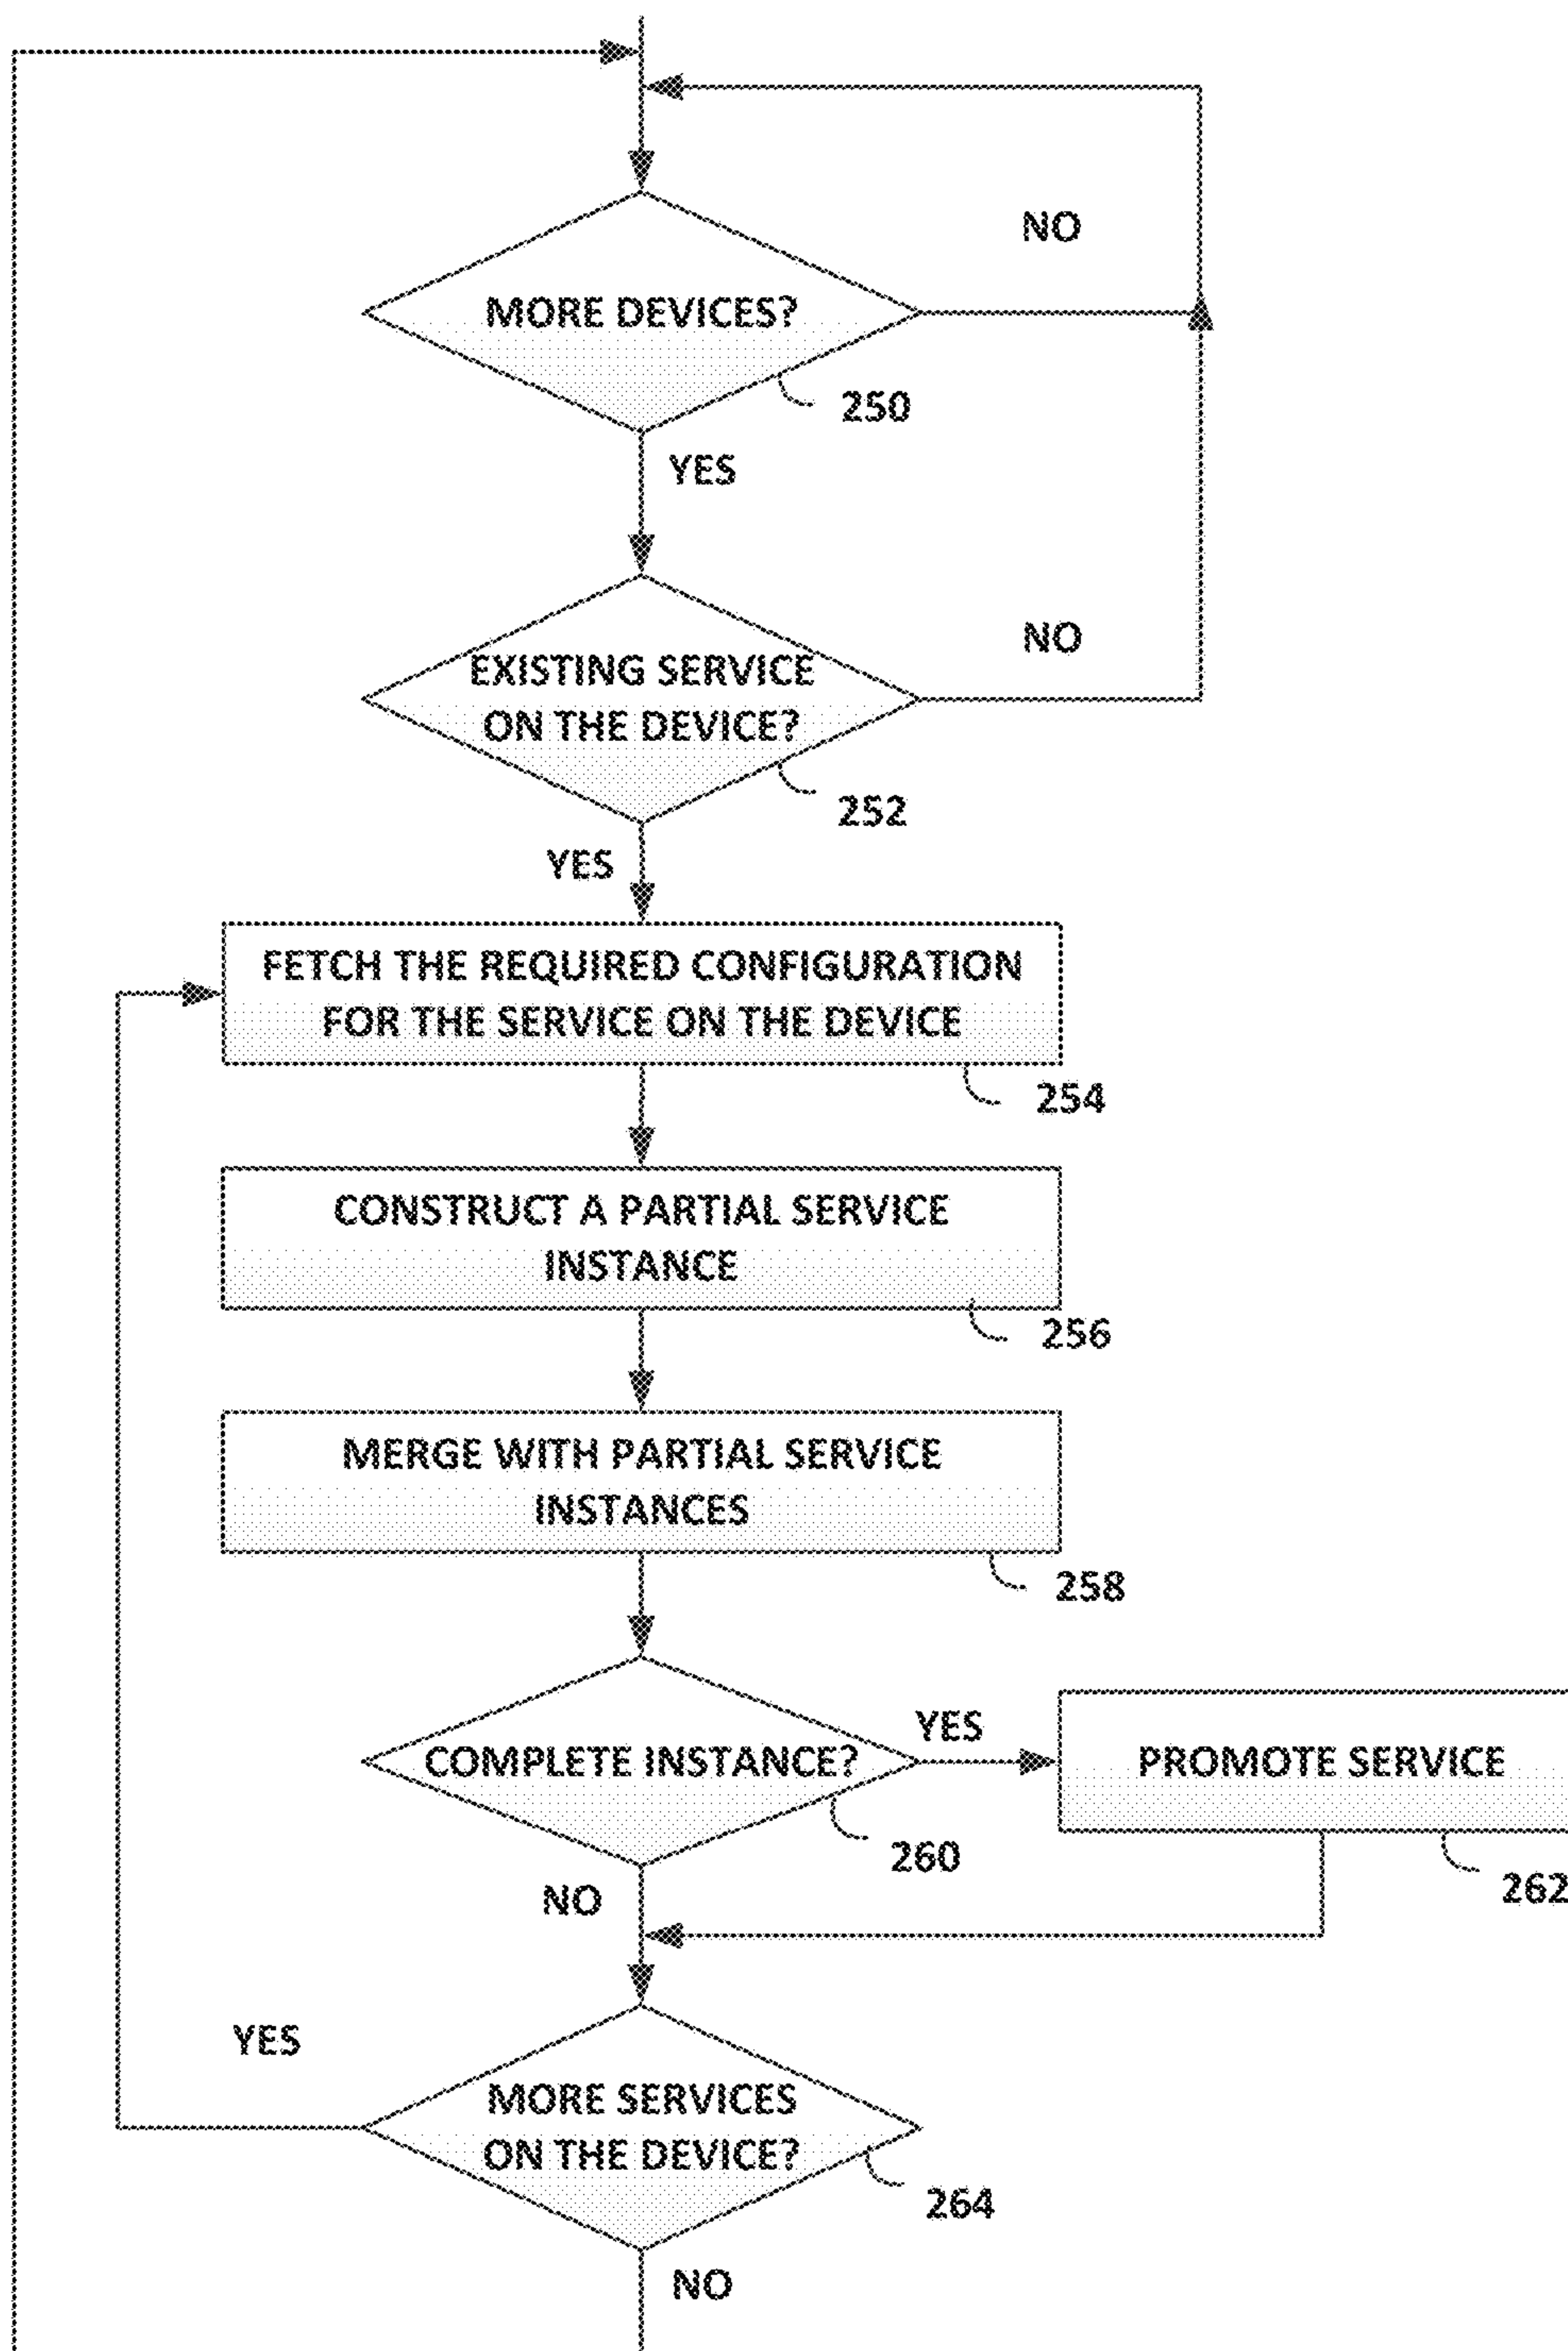 NO
MORE DEVICES?
250
YES
NO
EXISTING SERVICE
ON THE DEVICE?
252
YES
FETCH THE REQUIRED CONFIGURATION
FOR THE SERVICE ON THE DEVICE
254
CONSTRUCT A PARTIAL SERVICE
INSTANCE
256
MERGE WITH PARTIAL SERVICE
INSTANCES
258
YES
COMPLETE INSTANCE?
PROMOTE SERVICE
260
262
NO
YES
MORE SERVICES
ON THE DEVICE?
264
NO